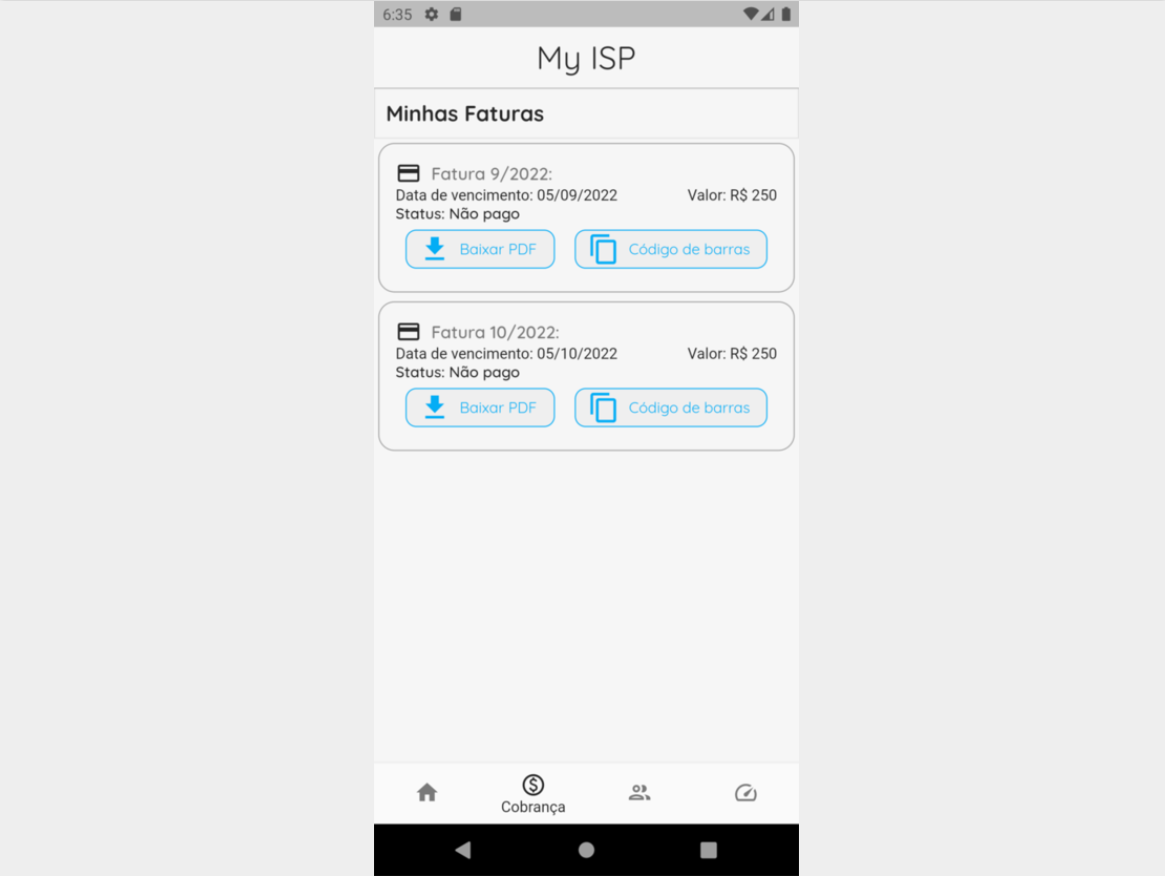 6:35
My ISP
Minhas Faturas
Fatura 9/2022:
Data de vencimento: 05/09/2022 Valor: R$ 250
Status: Não pago
Baixar PDF Código de barras
Fatura 10/2022:
Data de vencimento: 05/10/2022 Valor: R$ 250
Status: Não pago
Baixar PDF Código de barras
Cobrança